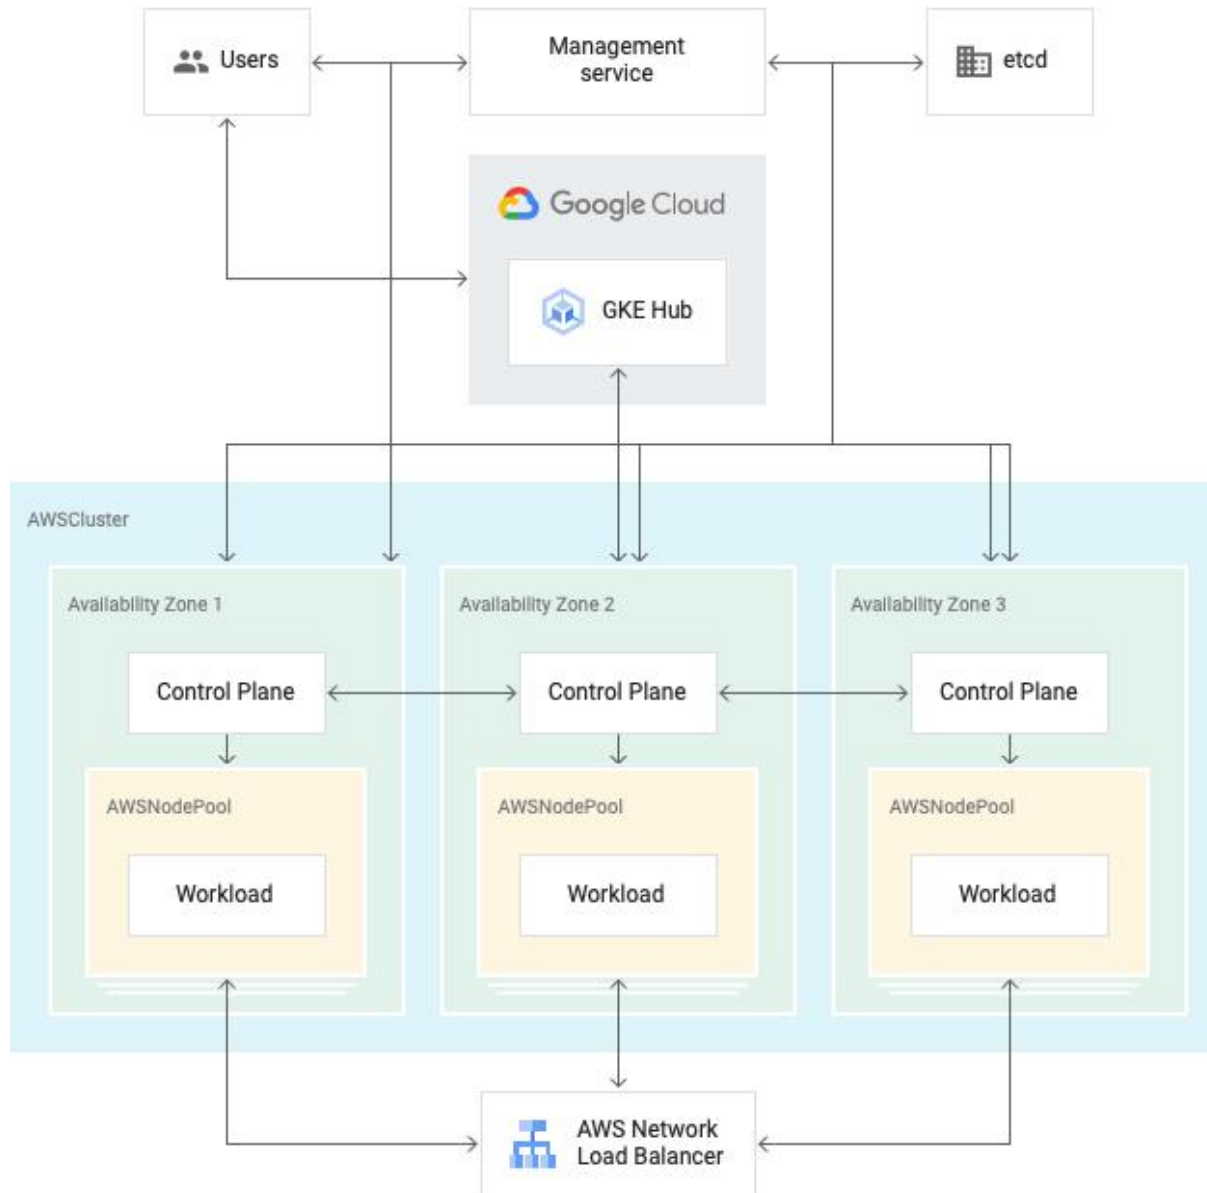 Users
Management
service
etcd
Google Cloud
GKE Hub
AWSCluster
Availability Zone 1
Availability Zone 2
Availability Zone 3
Control Plane
Control Plane
Control Plane
AWSNodePool
AWSNodePool
AWSNodePool
Workload
Workload
Workload
AWS Network
Load Balancer